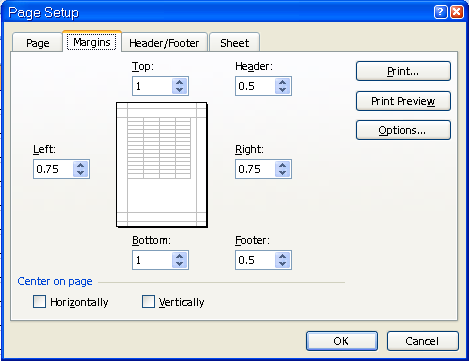 Page Setup
Page Margins Header/Footer Sheet
Top: Header:
1 0.5
Print...
Print Preview
Options...
Left: Right:
0.75 0.75
Bottom: Footer:
1 0.5
Center on page
Horizontally Vertically
OK Cancel